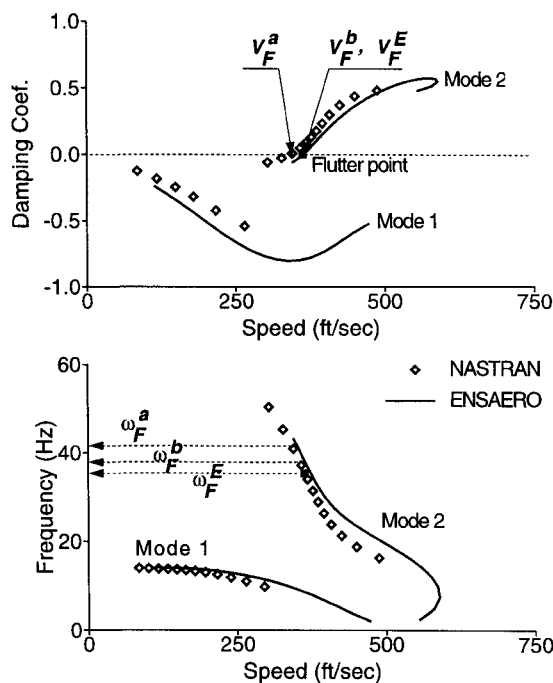 V_F^a V_F^b, V_F^E
1.0
0.5
0.0
-0.5
-1.0
Damping Coef.
Mode 2
Flutter point
Mode 1
0 250 500 750
Speed (ft/sec)
60
40
20
0
Frequency (Hz)
◇ NASTRAN
— ENSAERO
ω_F^a
ω_F^b
ω_F^E
Mode 2
Mode 1
0 250 500 750
Speed (ft/sec)